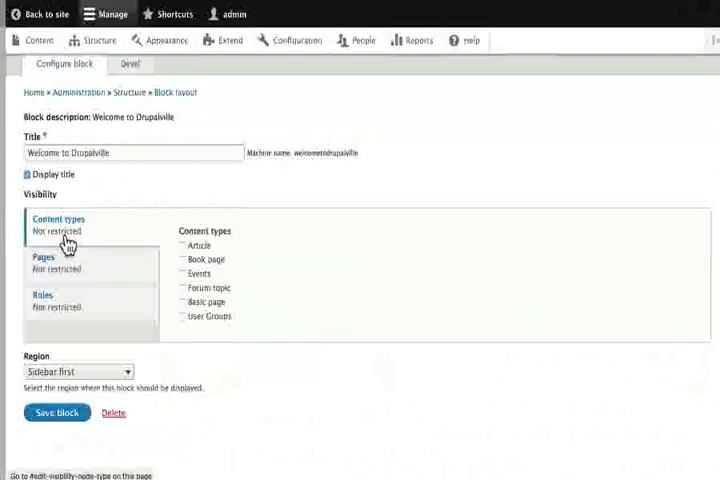 Back to site Manage Shortcuts admin
Content Structure Appearance Extend Configuration People Reports Help
Configure block Devel
Home » Administration » Structure » Block layout
Block description: Welcome to Drupalville
Title *
Welcome to Drupalville Machine name: welcometodrupalville
Display title
Visibility
Content types
Not restricted
Pages
Not restricted
Roles
Not restricted
Content types
Article
Book page
Events
Forum topic
Basic page
User Groups
Region
Sidebar first
Select the region where this block should be displayed.
Save block Delete
Go to #edit-visibility-node-type on this page